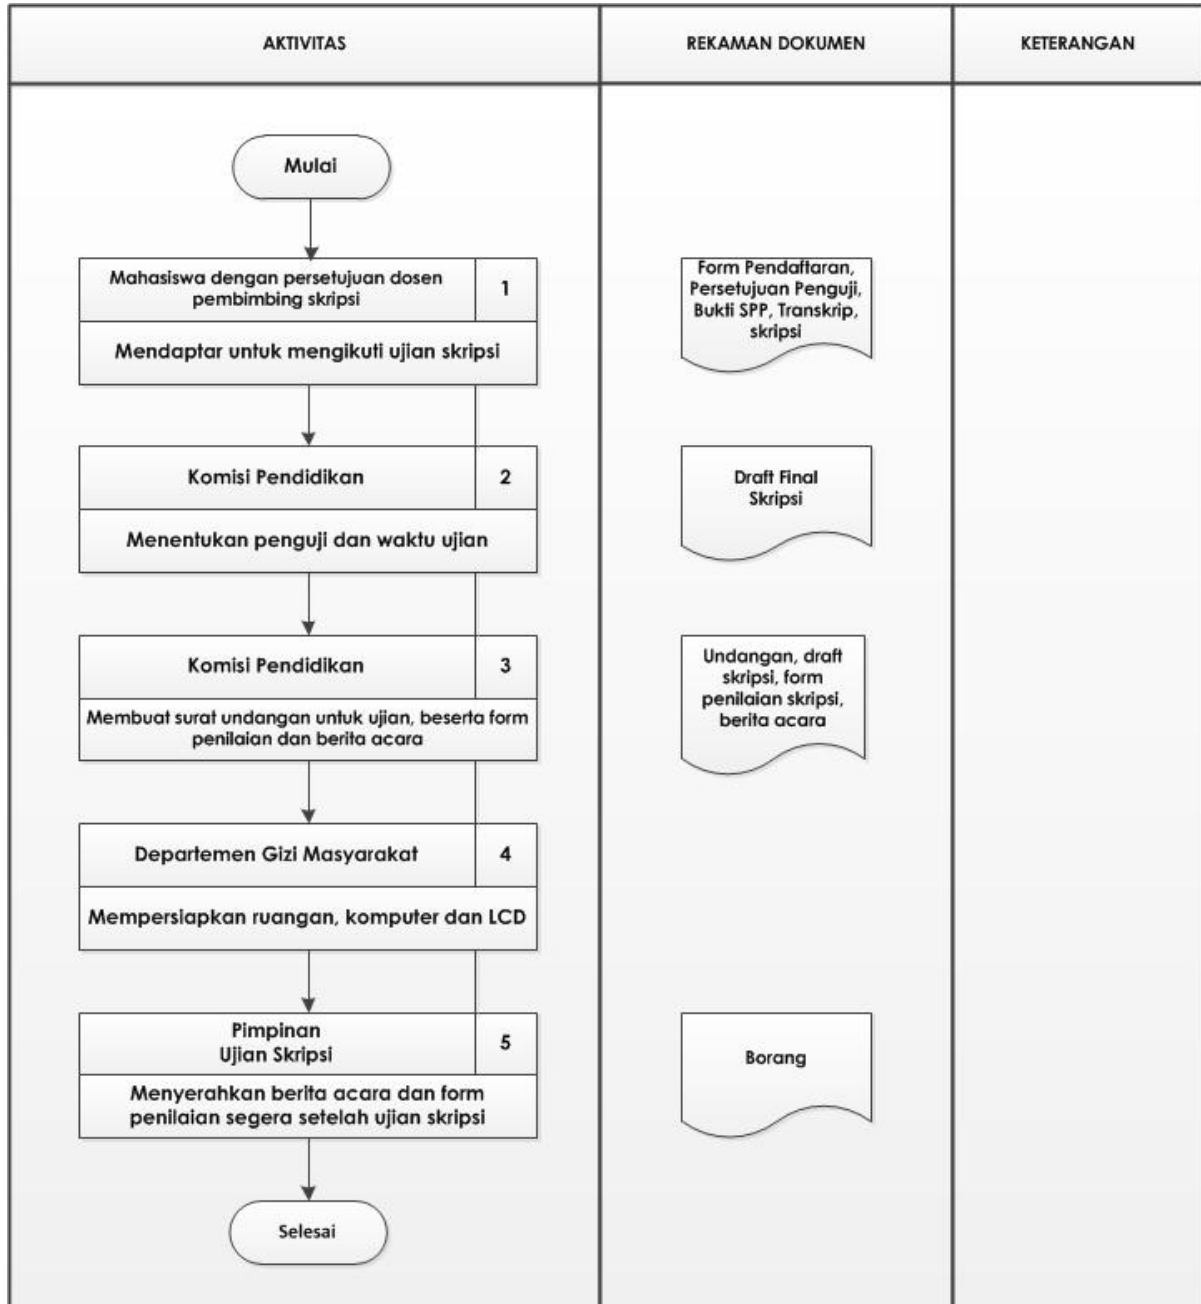 AKTIVITAS
REKAMAN DOKUMEN
KETERANGAN
Mulai
Mahasiswa dengan persetujuan dosen
pembimbing skripsi
1
Mendaptar untuk mengikuti ujian skripsi
Form Pendaftaran,
Persetujuan Penguji,
Bukti SPP, Transkrip,
skripsi
Komisi Pendidikan
2
Menentukan penguji dan waktu ujian
Draft Final
Skripsi
Komisi Pendidikan
3
Membuat surat undangan untuk ujian, beserta form
penilaian dan berita acara
Undangan, draft
skripsi, form
penilaian skripsi,
berita acara
Departemen Gizi Masyarakat
4
Mempersiapkan ruangan, komputer dan LCD
Pimpinan
Ujian Skripsi
5
Menyerahkan berita acara dan form
penilaian segera setelah ujian skripsi
Borang
Selesai